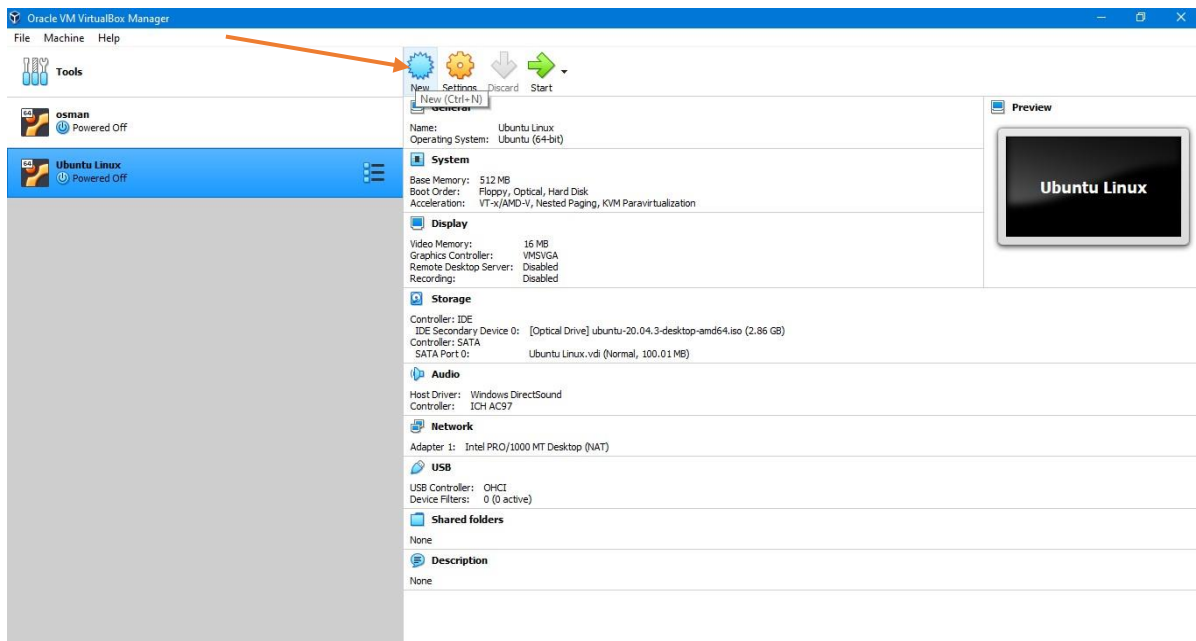 Oracle VM VirtualBox Manager
File Machine Help
Tools
New Settings Discard Start
New (Ctrl+N)
64 osman
Powered Off
64 Ubuntu Linux
Powered Off
General
Name: Ubuntu Linux
Operating System: Ubuntu (64-bit)
System
Base Memory: 512 MB
Boot Order: Floppy, Optical, Hard Disk
Acceleration: VT-x/AMD-V, Nested Paging, KVM Paravirtualization
Display
Video Memory: 16 MB
Graphics Controller: VMSVGA
Remote Desktop Server: Disabled
Recording: Disabled
Storage
Controller: IDE
IDE Secondary Device 0: [Optical Drive] ubuntu-20.04.3-desktop-amd64.iso (2.86 GB)
Controller: SATA
SATA Port 0: Ubuntu Linux.vdi (Normal, 100.01 MB)
Audio
Host Driver: Windows DirectSound
Controller: ICH AC97
Network
Adapter 1: Intel PRO/1000 MT Desktop (NAT)
USB
USB Controller: OHCI
Device Filters: 0 (0 active)
Shared folders
None
Description
None
Preview
Ubuntu Linux